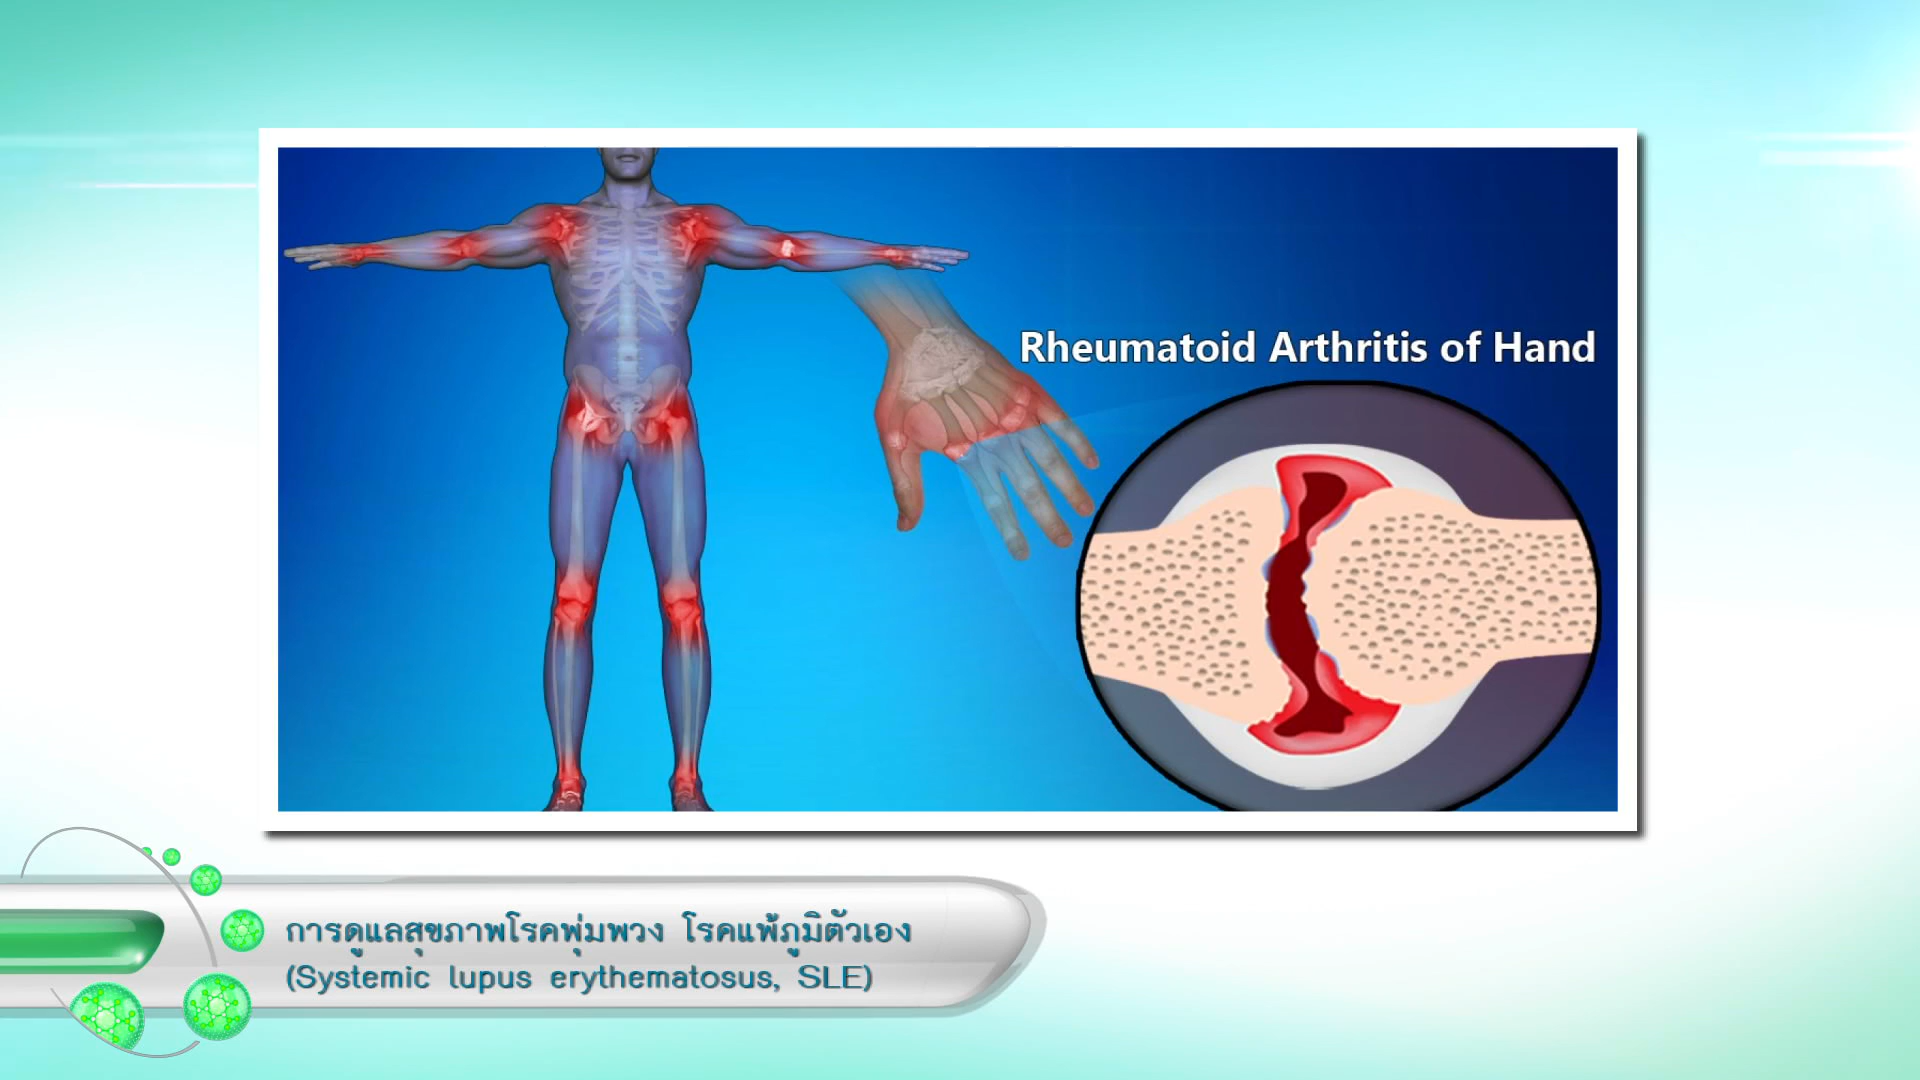 Rheumatoid Arthritis of Hand
การดูแลสุขภาพโรคพุ่มพวง โรคแพ้ภูมิตัวเอง
(Systemic lupus erythematosus, SLE)